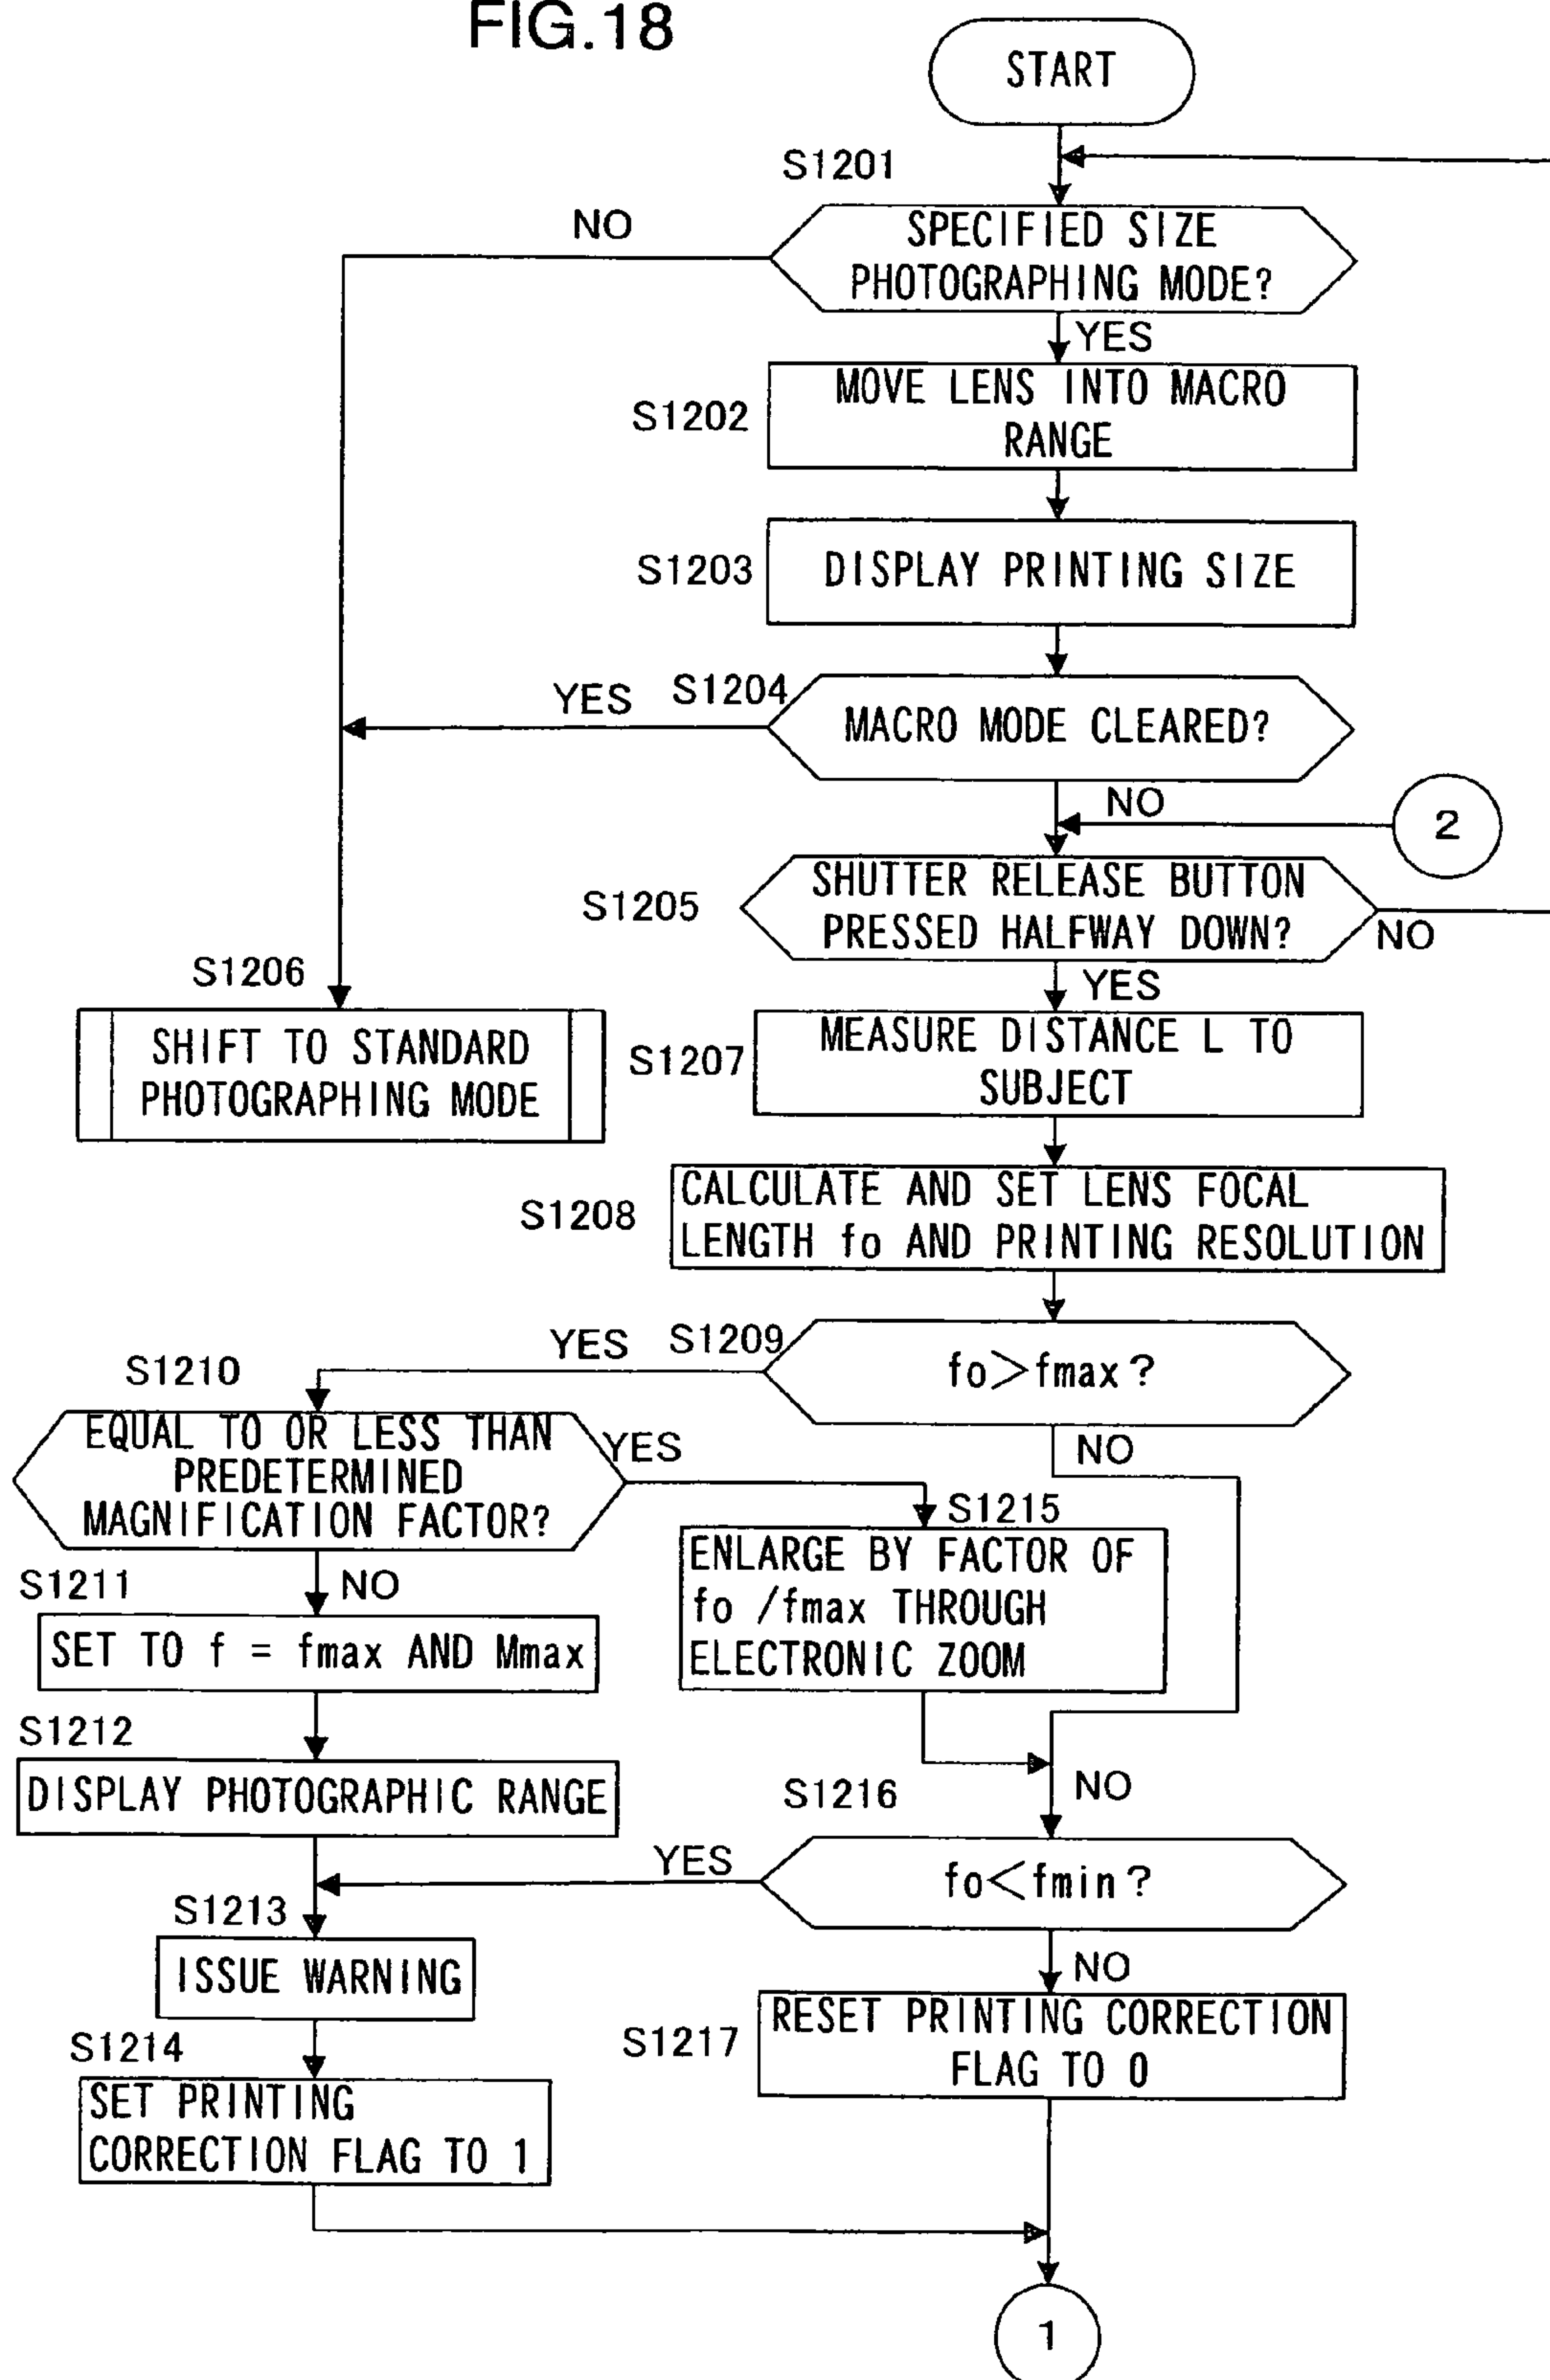 FIG.18
START
S1201
NO
SPECIFIED SIZE
PHOTOGRAPHING MODE?
YES
S1202
MOVE LENS INTO MACRO
RANGE
S1203
DISPLAY PRINTING SIZE
YES
S1204
MACRO MODE CLEARED?
NO
2
S1205
SHUTTER RELEASE BUTTON
PRESSED HALFWAY DOWN?
NO
YES
S1206
SHIFT TO STANDARD
PHOTOGRAPHING MODE
S1207
MEASURE DISTANCE L TO
SUBJECT
S1208
CALCULATE AND SET LENS FOCAL
LENGTH fo AND PRINTING RESOLUTION
YES
S1209
fo>fmax?
NO
S1210
EQUAL TO OR LESS THAN
PREDETERMINED
MAGNIFICATION FACTOR?
YES
S1215
ENLARGE BY FACTOR OF
fo /fmax THROUGH
ELECTRONIC ZOOM
S1211
NO
SET TO f = fmax AND Mmax
S1212
DISPLAY PHOTOGRAPHIC RANGE
S1216
NO
YES
fo<fmin?
S1213
ISSUE WARNING
NO
S1217
RESET PRINTING CORRECTION
FLAG TO 0
S1214
SET PRINTING
CORRECTION FLAG TO 1
1